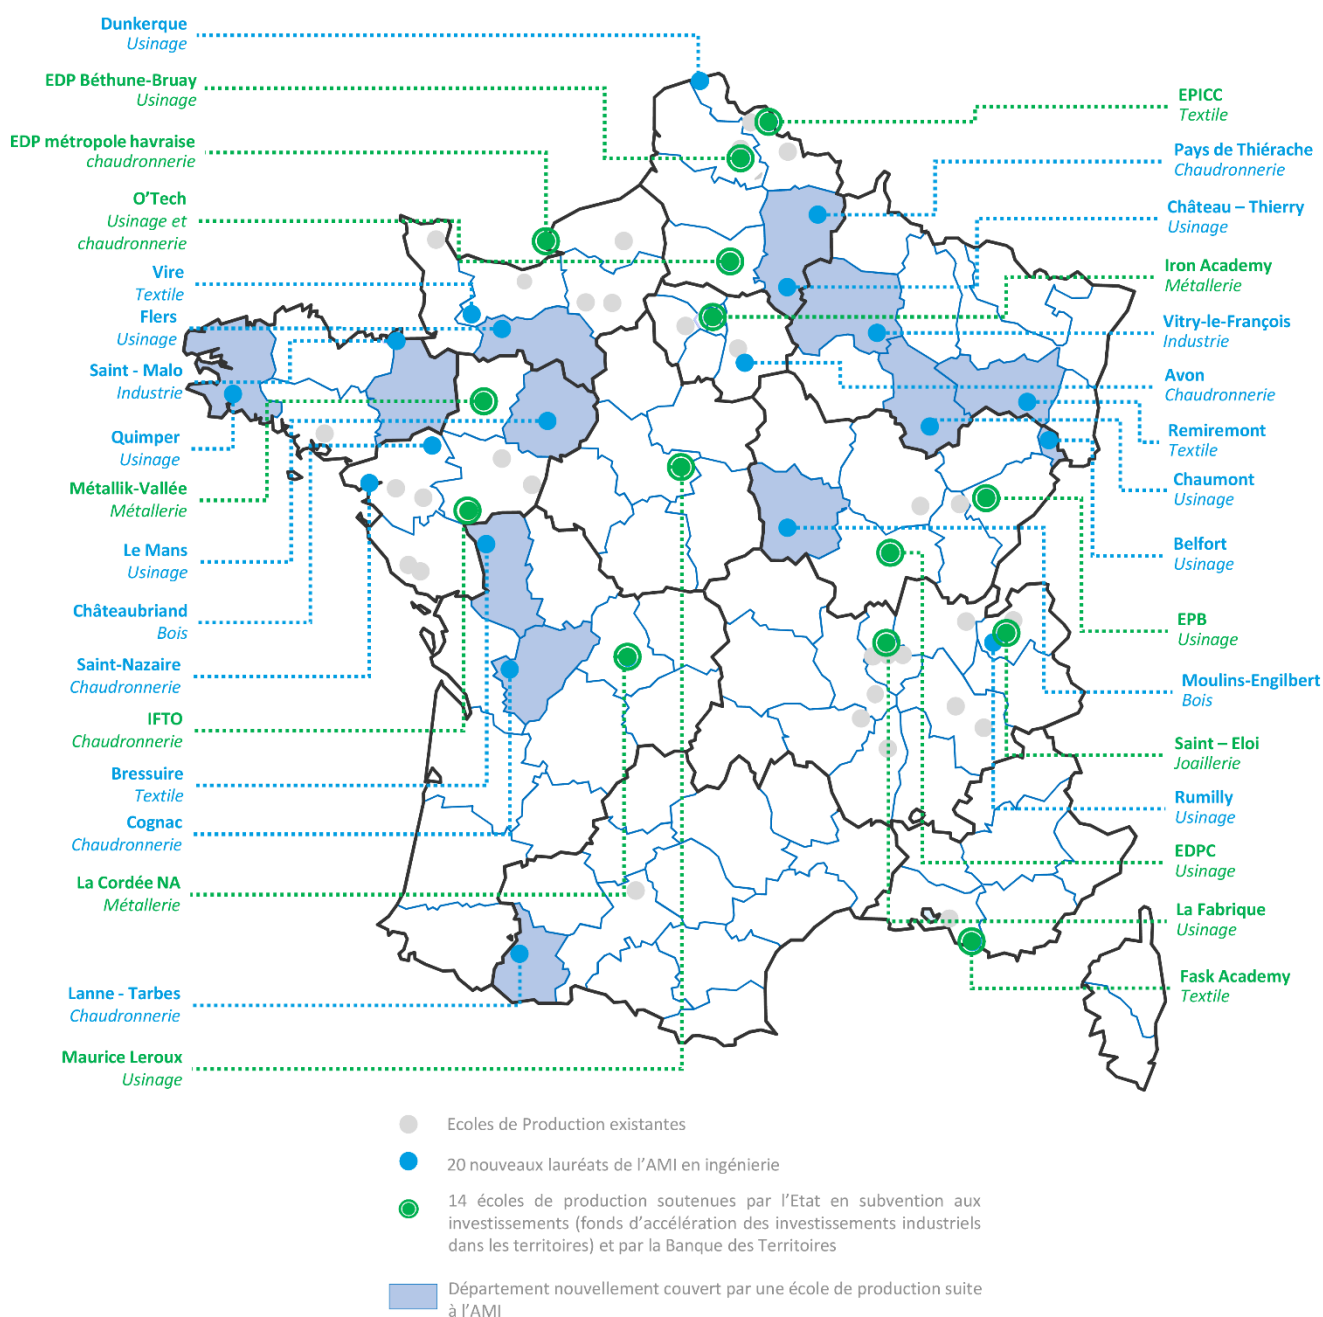 Dunkerque
Usinage
EDP Béthune-Bruay
Usinage
EDP métropole havraise
chaudronnerie
O'Tech
Usinage et
chaudronnerie
Vire
Textile
Flers
Usinage
Saint - Malo
Industrie
Quimper
Usinage
Métallik-Vallée
Métallerie
Le Mans
Usinage
Châteaubriand
Bois
Saint-Nazaire
Chaudronnerie
IFTO
Chaudronnerie
Bressuire
Textile
Cognac
Chaudronnerie
La Cordée NA
Métallerie
Lanne - Tarbes
Chaudronnerie
Maurice Leroux
Usinage
EPICC
Textile
Pays de Thiérache
Chaudronnerie
Château – Thierry
Usinage
Iron Academy
Métallerie
Vitry-le-François
Industrie
Avon
Chaudronnerie
Remiremont
Textile
Chaumont
Usinage
Belfort
Usinage
EPB
Usinage
Moulins-Engilbert
Bois
Saint – Eloi
Joaillerie
Rumilly
Usinage
EDPC
Usinage
La Fabrique
Usinage
Fask Academy
Textile
Ecoles de Production existantes
20 nouveaux lauréats de l'AMI en ingénierie
14 écoles de production soutenues par l'Etat en subvention aux
investissements (fonds d'accélération des investissements industriels
dans les territoires) et par la Banque des Territoires
Département nouvellement couvert par une école de production suite
à l'AMI